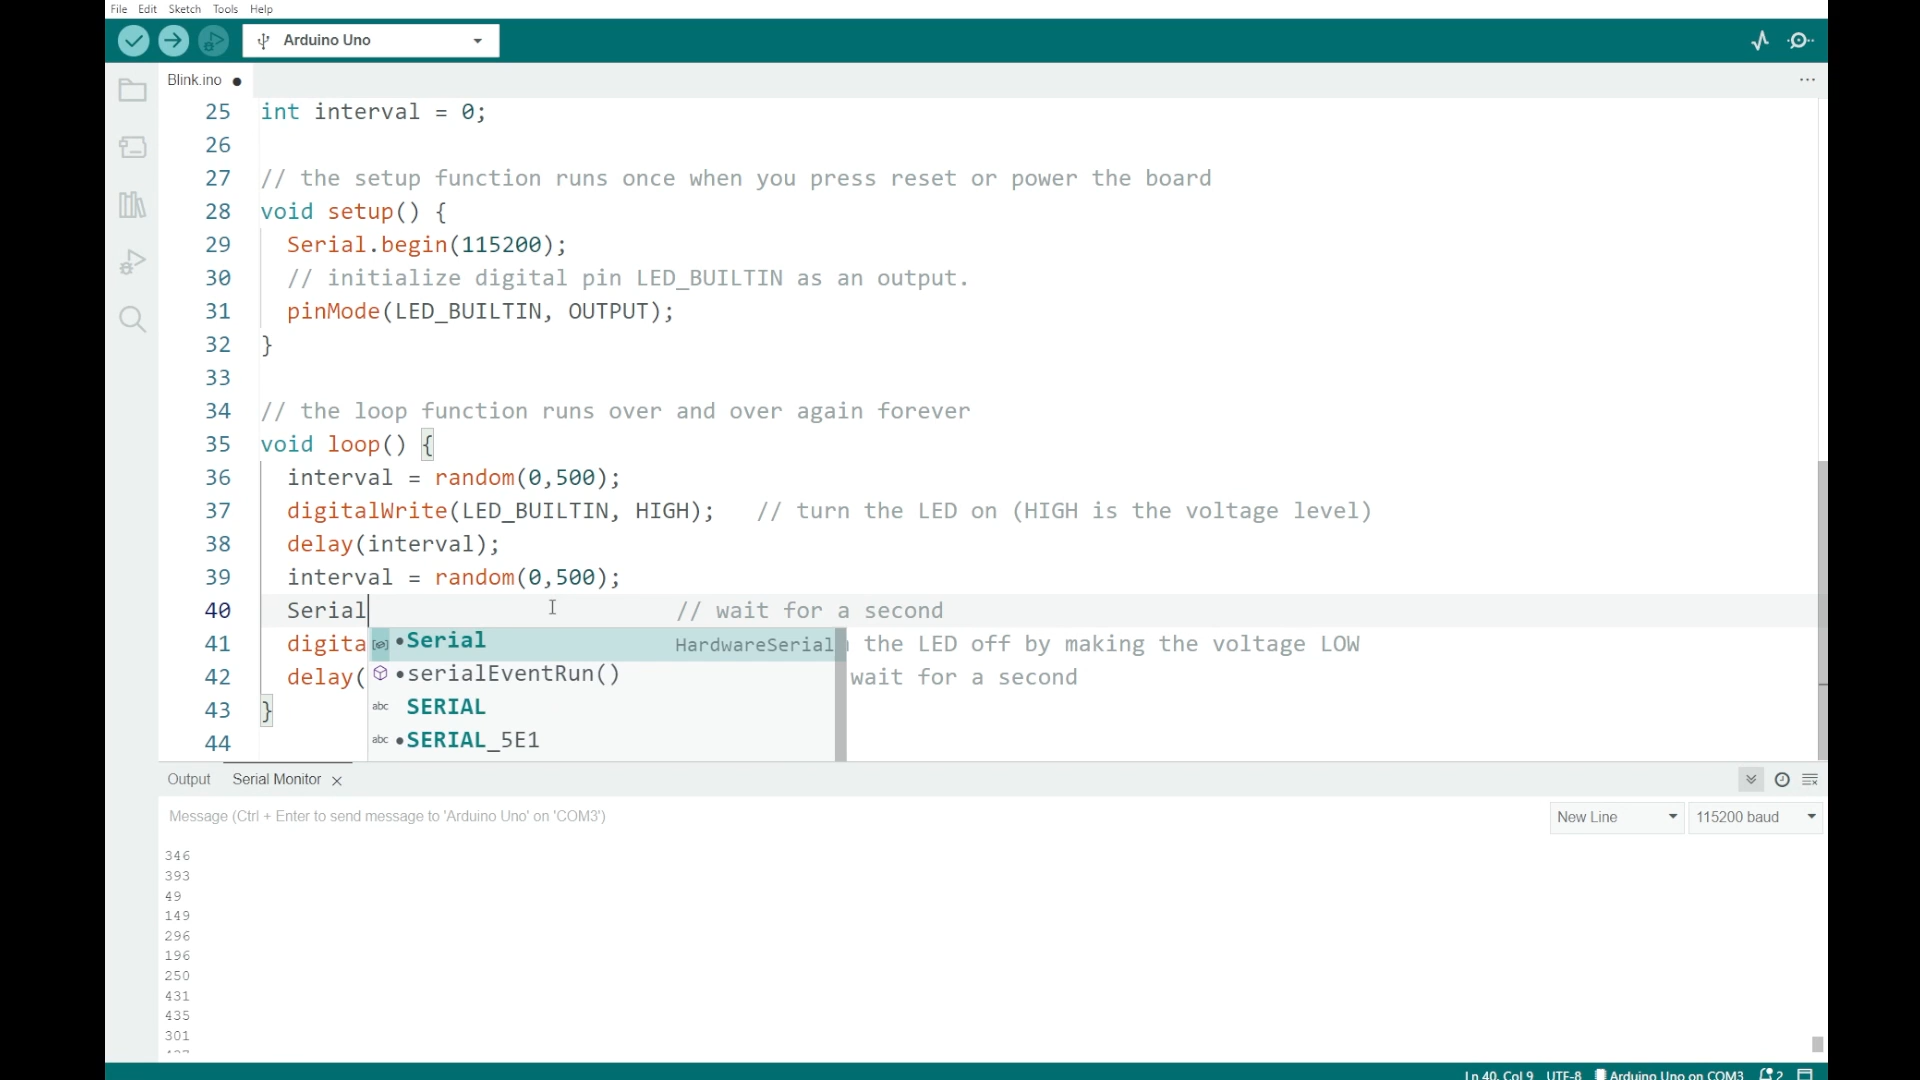 File Edit Sketch Tools Help
Arduino Uno
Blink.ino
25 int interval = 0;
26
27 // the setup function runs once when you press reset or power the board
28 void setup() {
29 Serial.begin(115200);
30 // initialize digital pin LED_BUILTIN as an output.
31 pinMode(LED_BUILTIN, OUTPUT);
32 }
33
34 // the loop function runs over and over again forever
35 void loop() {
36 interval = random(0,500);
37 digitalWrite(LED_BUILTIN, HIGH); // turn the LED on (HIGH is the voltage level)
38 delay(interval);
39 interval = random(0,500);
40 Serial // wait for a second
41 digita the LED off by making the voltage LOW
42 delay( wait for a second
43 }
44
Serial HardwareSerial
serialEventRun()
abc SERIAL
abc SERIAL_5E1
Output Serial Monitor
Message (Ctrl + Enter to send message to 'Arduino Uno' on 'COM3')
New Line 115200 baud
346
393
49
149
296
196
250
431
435
301
Ln 40, Col 9 UTF-8 Arduino Uno on COM3 2